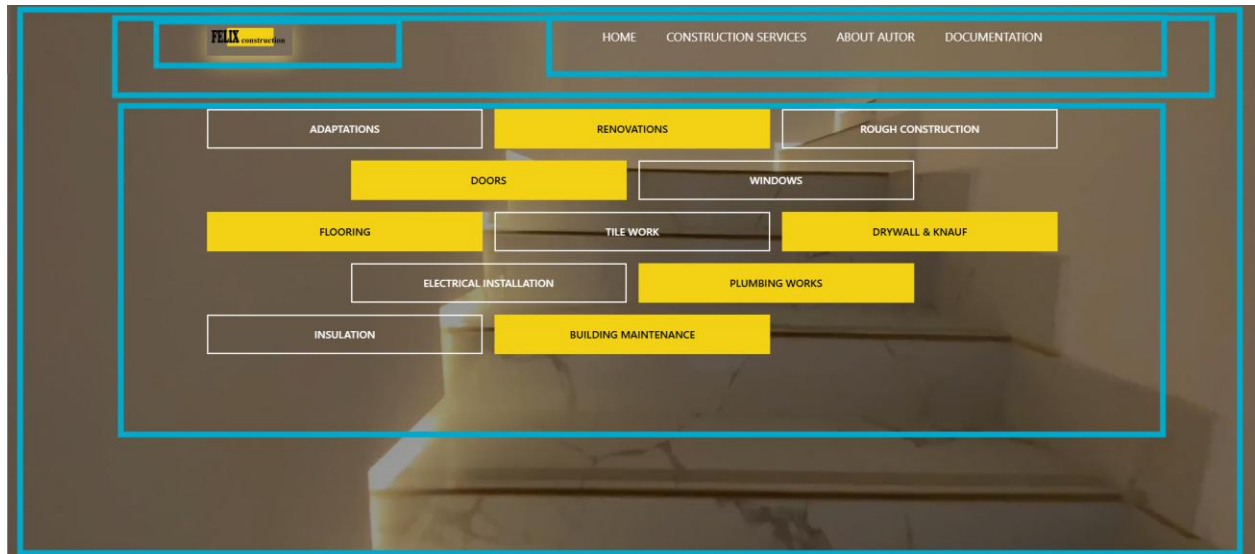 FELIX construction HOME CONSTRUCTION SERVICES ABOUT AUTOR DOCUMENTATION
ADAPTATIONS RENOVATIONS ROUGH CONSTRUCTION
DOORS WINDOWS
FLOORING TILE WORK DRYWALL & KNAUF
ELECTRICAL INSTALLATION PLUMBING WORKS
INSULATION BUILDING MAINTENANCE